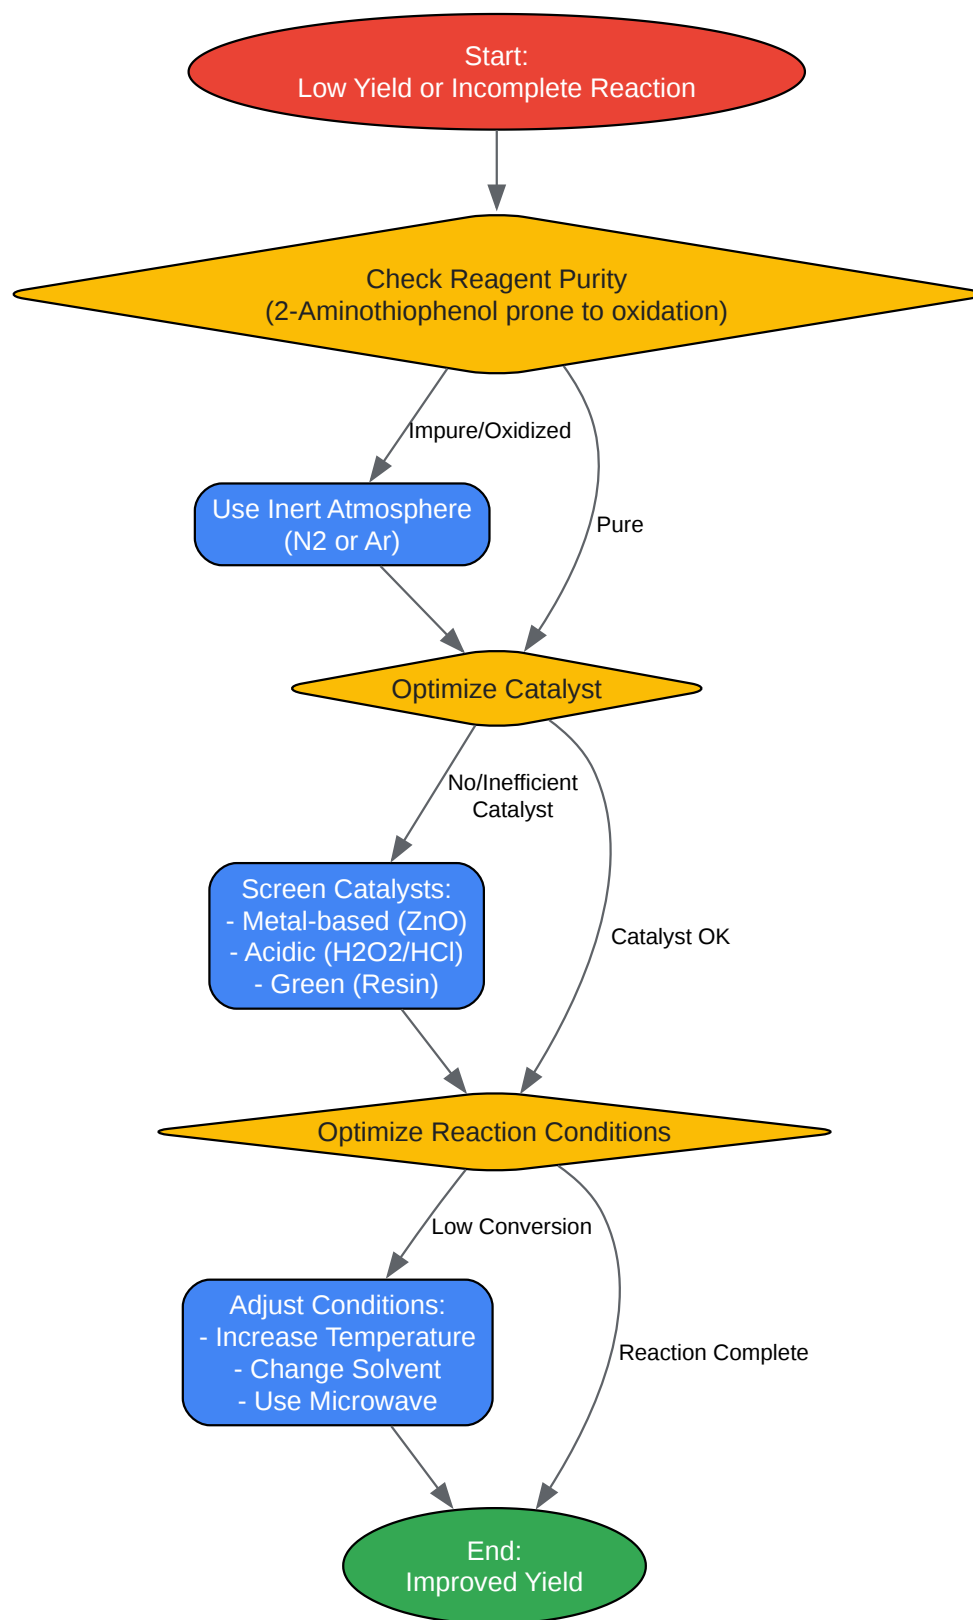 Start:
Low Yield or Incomplete Reaction
Check Reagent Purity
(2-Aminothiophenol prone to oxidation)
Impure/Oxidized
Use Inert Atmosphere
(N2 or Ar)
Pure
Optimize Catalyst
No/Inefficient
Catalyst
Screen Catalysts:
- Metal-based (ZnO)
- Acidic (H2O2/HCl)
- Green (Resin)
Catalyst OK
Optimize Reaction Conditions
Low Conversion
Adjust Conditions:
- Increase Temperature
- Change Solvent
- Use Microwave
Reaction Complete
End:
Improved Yield